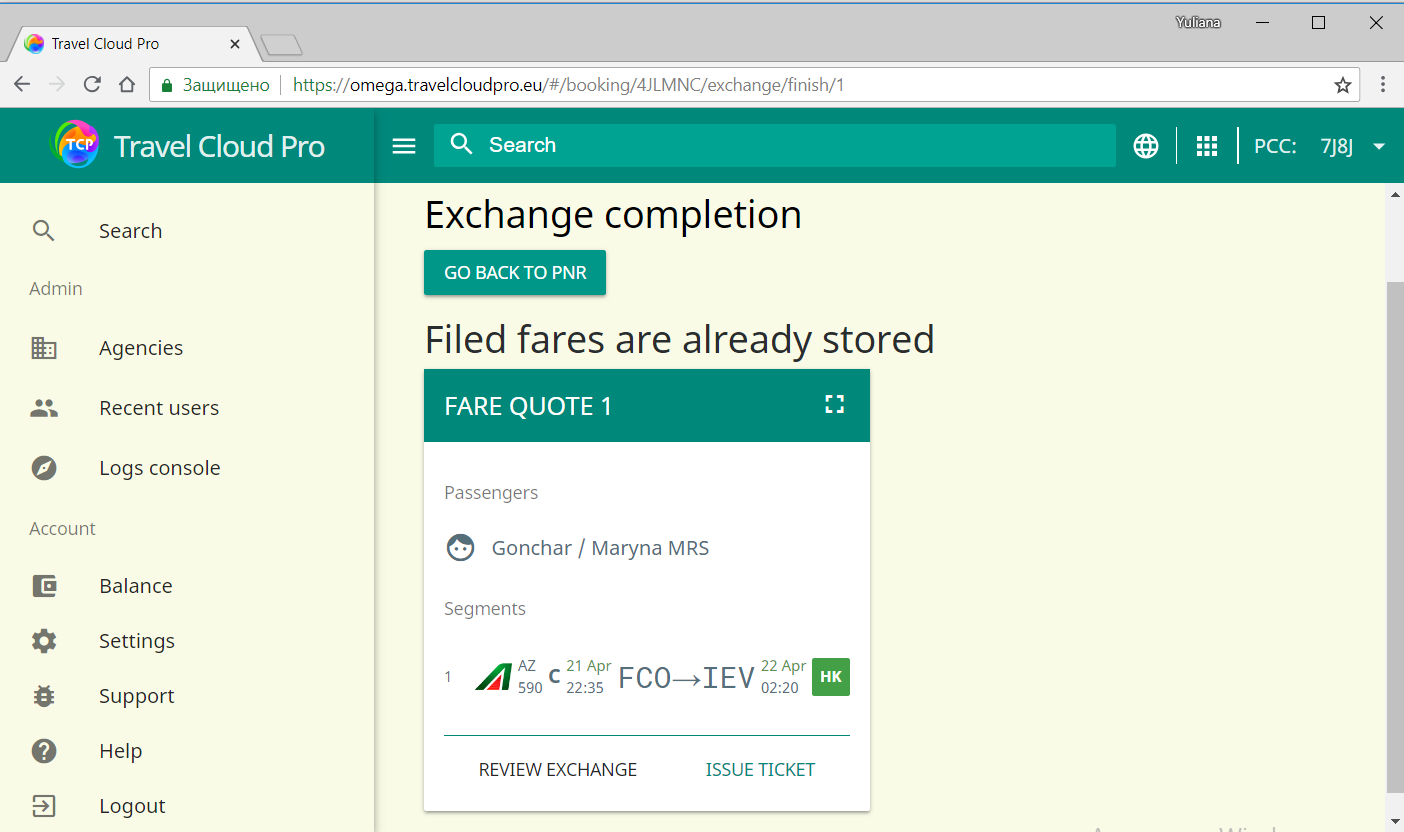 Yuliana
Travel Cloud Pro
Защищено
https://omega.travelcloudpro.eu/#/booking/4JLMNC/exchange/finish/1
TCP Travel Cloud Pro
Search
PCC: 7J8J
Search
Admin
Agencies
Recent users
Logs console
Account
Balance
Settings
Support
Help
Logout
Exchange completion
GO BACK TO PNR
Filed fares are already stored
FARE QUOTE 1
Passengers
Gonchar / Maryna MRS
Segments
1 AZ 590 C 21 Apr 22:35 FCO→IEV 22 Apr 02:20 HK
REVIEW EXCHANGE ISSUE TICKET